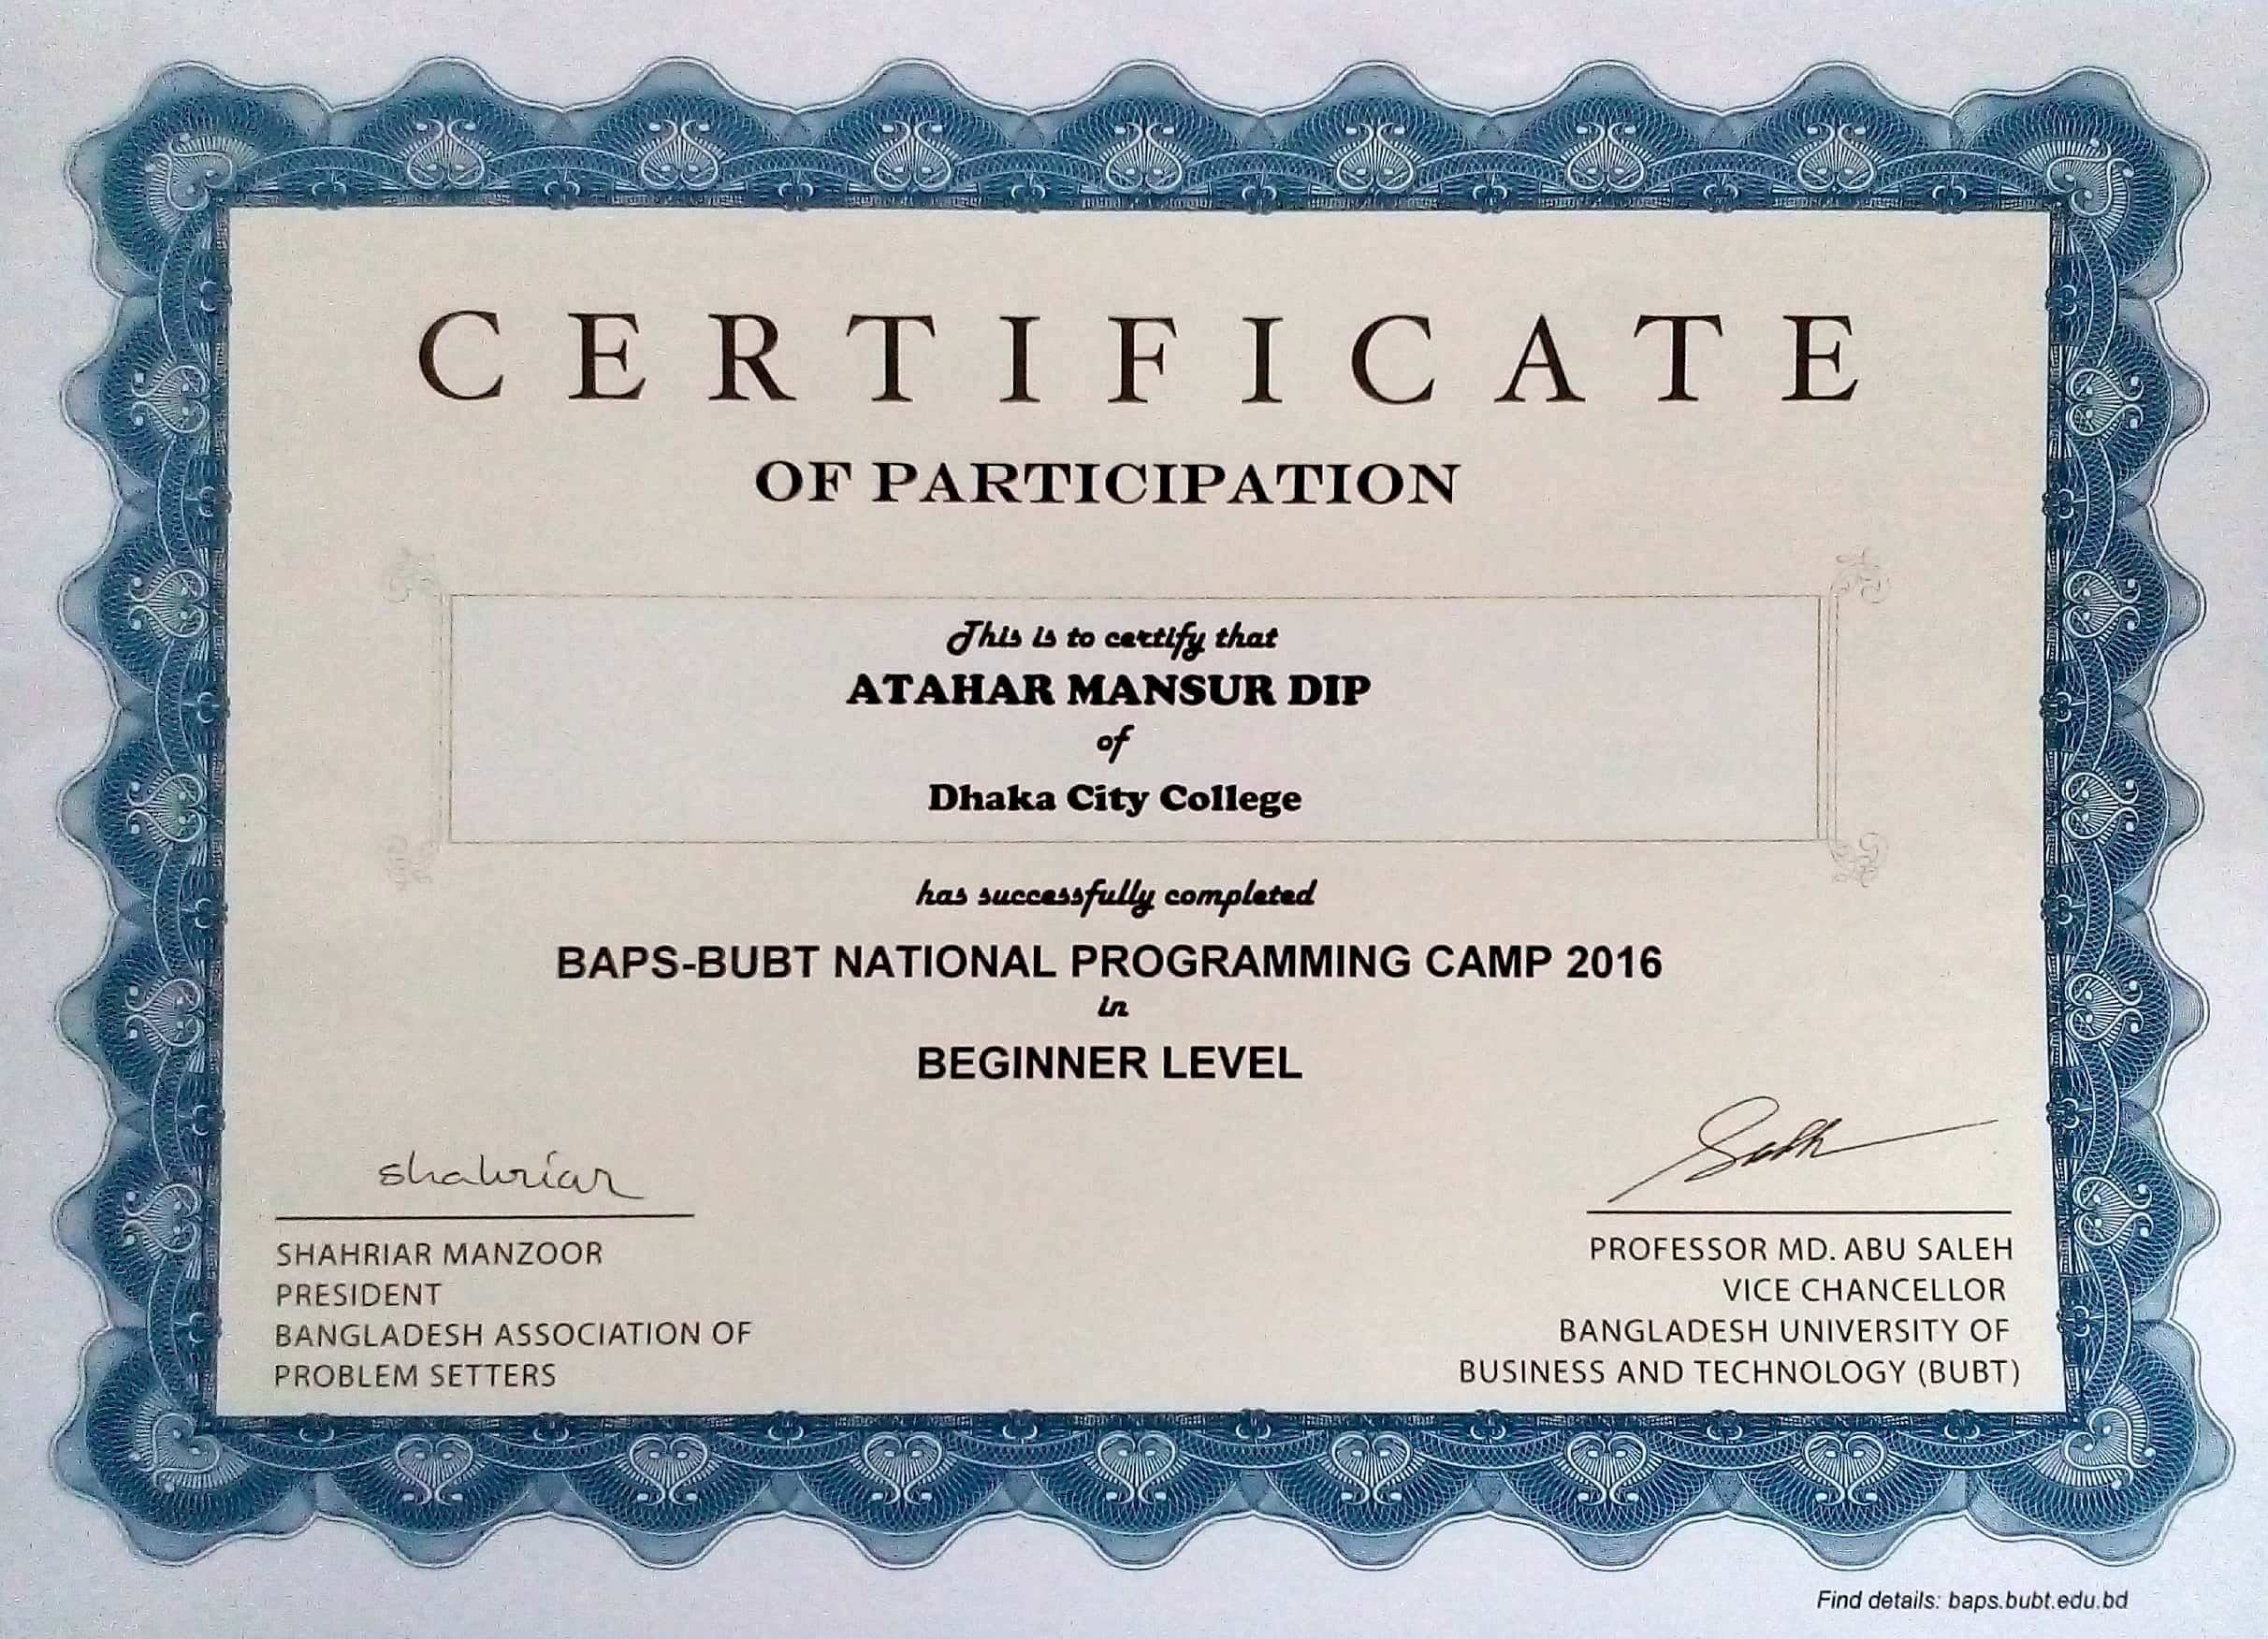 CERTIFICATE
OF PARTICIPATION
This is to certify that
ATAHAR MANSUR DIP
of
Dhaka City College
has successfully completed
BAPS-BUBT NATIONAL PROGRAMMING CAMP 2016
in
BEGINNER LEVEL
shahriar
SHAHRIAR MANZOOR
PRESIDENT
BANGLADESH ASSOCIATION OF
PROBLEM SETTERS
Saleh
PROFESSOR MD. ABU SALEH
VICE CHANCELLOR
BANGLADESH UNIVERSITY OF
BUSINESS AND TECHNOLOGY (BUBT)
Find details: baps.bubt.edu.bd